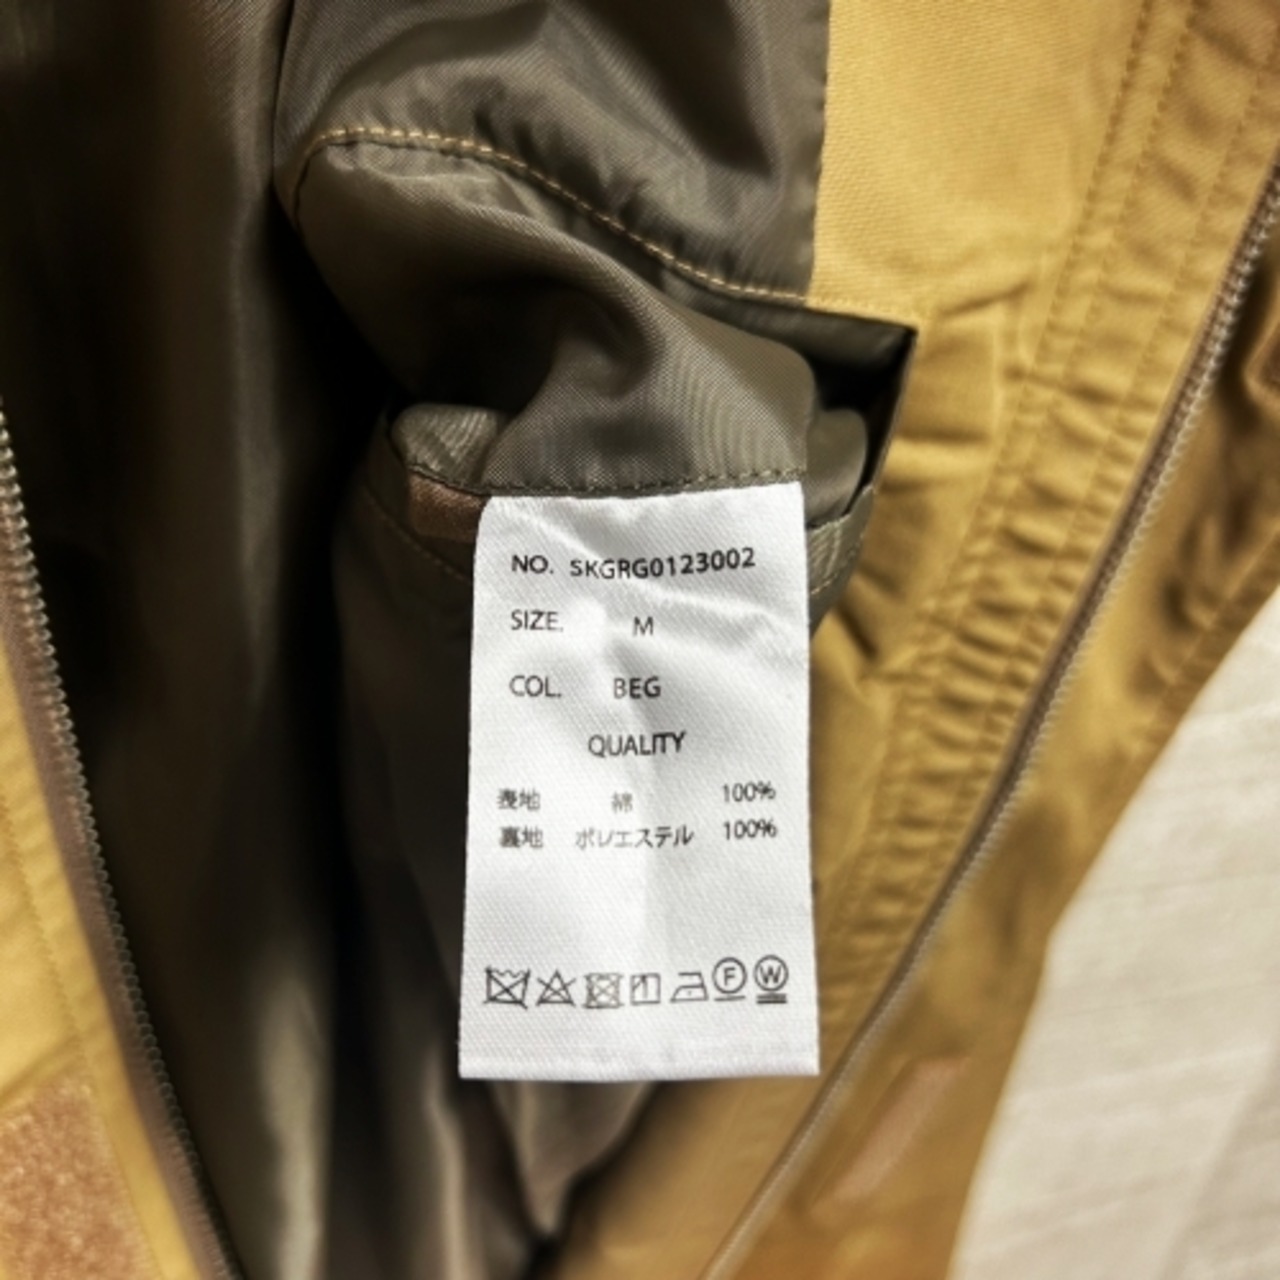 NO. SKGRG0123002
SIZE. M
COL. BEG
QUALITY
表地 綿 100%
裏地 ポリエステル 100%
F W